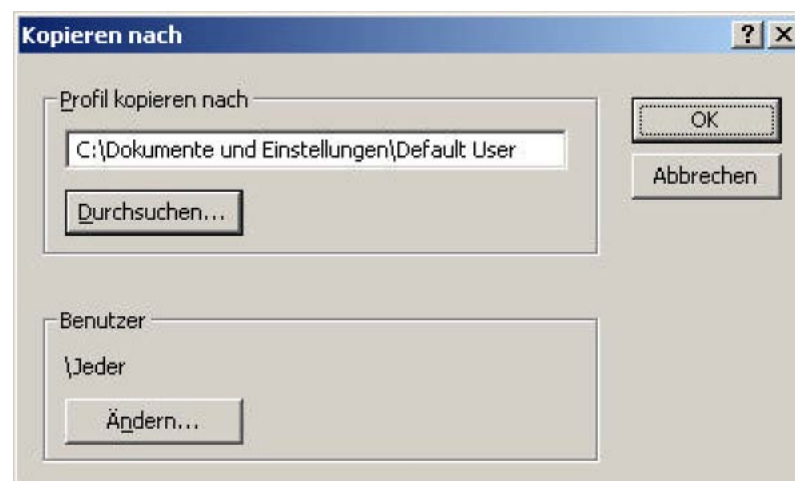 Kopieren nach
Profil kopieren nach
C:\Dokumente und Einstellungen\Default User
Durchsuchen...
OK
Abbrechen
Benutzer
\Jeder
Ändern...